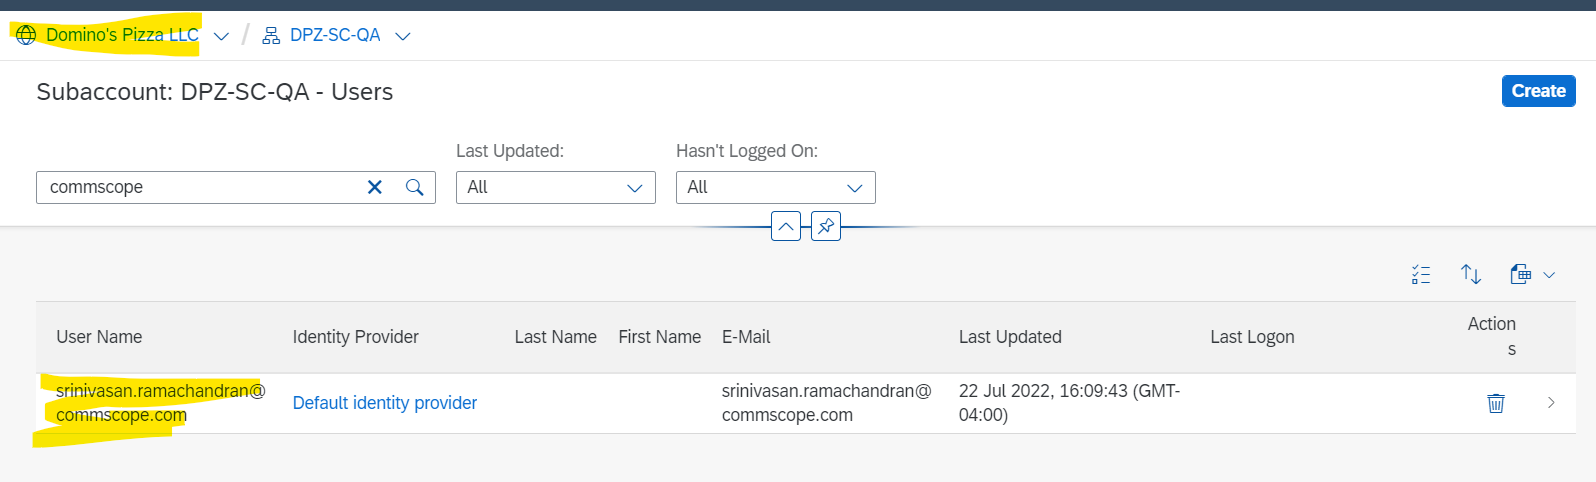 Domino's Pizza LLC / DPZ-SC-QA
Subaccount: DPZ-SC-QA - Users
Create
Last Updated: Hasn't Logged On:
commscope All All
User Name Identity Provider Last Name First Name E-Mail Last Updated Last Logon Action
s
srinivasan.ramachandran@ Default identity provider srinivasan.ramachandran@ 22 Jul 2022, 16:09:43 (GMT-
commscope.com commscope.com 04:00)